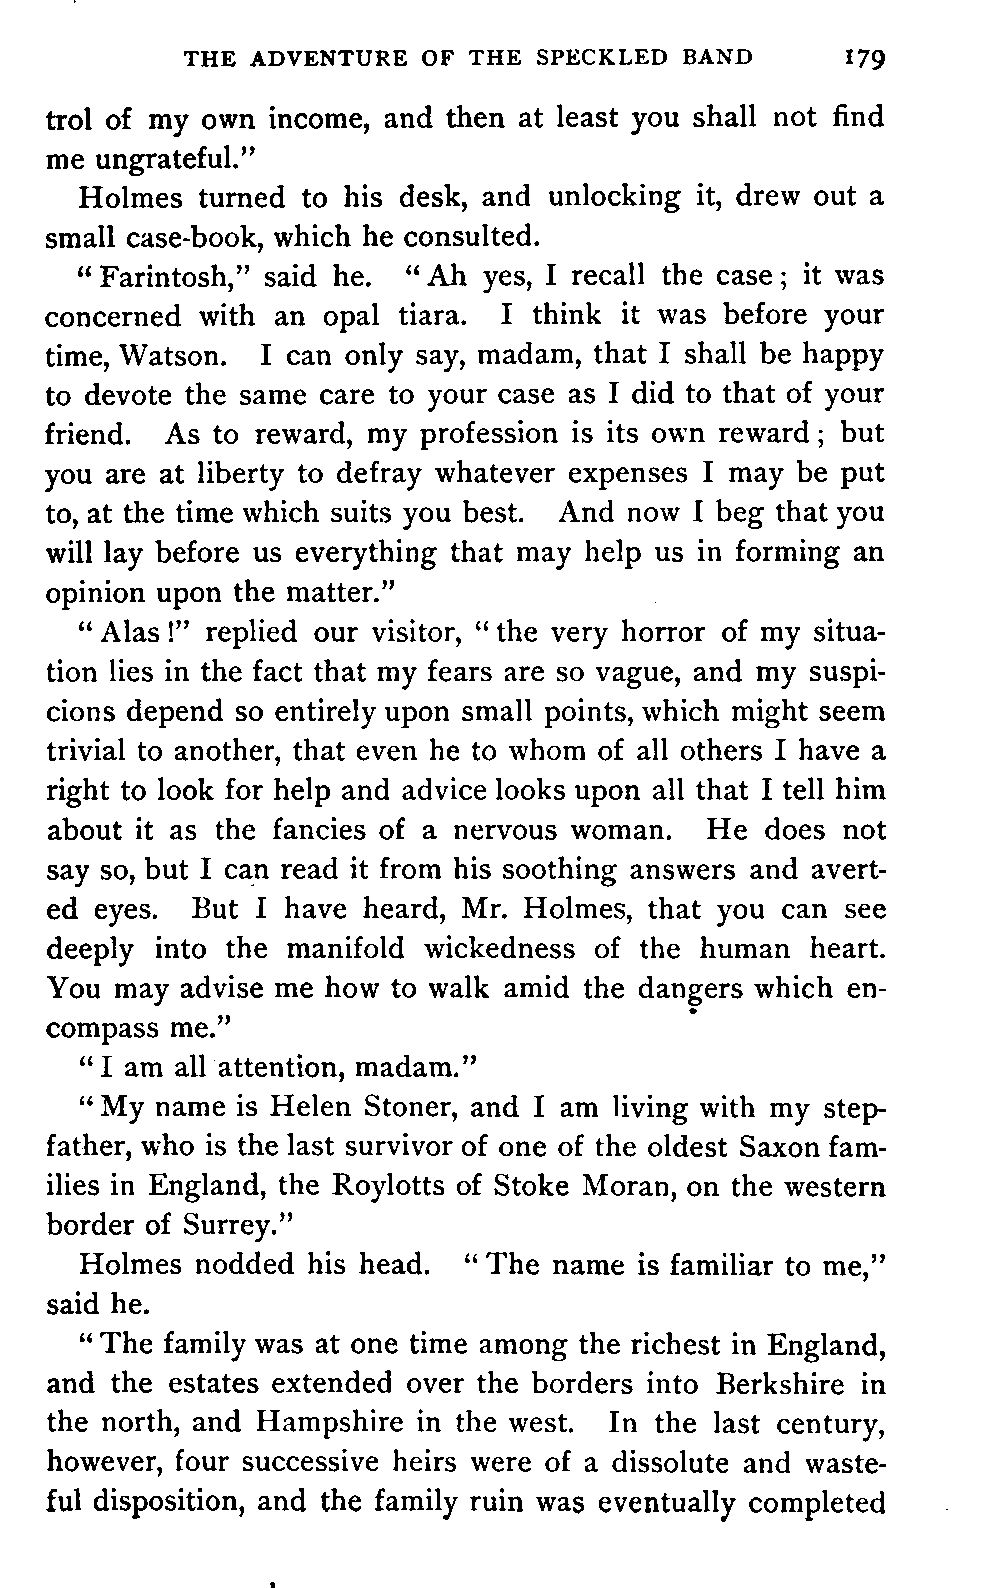 THE ADVENTURE OF THE SPECKLED BAND 179
trol of my own income, and then at least you shall not find
me ungrateful."
Holmes turned to his desk, and unlocking it, drew out a
small case-book, which he consulted.
"Farintosh," said he. "Ah yes, I recall the case; it was
concerned with an opal tiara. I think it was before your
time, Watson. I can only say, madam, that I shall be happy
to devote the same care to your case as I did to that of your
friend. As to reward, my profession is its own reward; but
you are at liberty to defray whatever expenses I may be put
to, at the time which suits you best. And now I beg that you
will lay before us everything that may help us in forming an
opinion upon the matter."
"Alas!" replied our visitor, "the very horror of my situa-
tion lies in the fact that my fears are so vague, and my suspi-
cions depend so entirely upon small points, which might seem
trivial to another, that even he to whom of all others I have a
right to look for help and advice looks upon all that I tell him
about it as the fancies of a nervous woman. He does not
say so, but I can read it from his soothing answers and avert-
ed eyes. But I have heard, Mr. Holmes, that you can see
deeply into the manifold wickedness of the human heart.
You may advise me how to walk amid the dangers which en-
compass me."
"I am all attention, madam."
"My name is Helen Stoner, and I am living with my step-
father, who is the last survivor of one of the oldest Saxon fam-
ilies in England, the Roylotts of Stoke Moran, on the western
border of Surrey."
Holmes nodded his head. "The name is familiar to me,"
said he.
"The family was at one time among the richest in England,
and the estates extended over the borders into Berkshire in
the north, and Hampshire in the west. In the last century,
however, four successive heirs were of a dissolute and waste-
ful disposition, and the family ruin was eventually completed